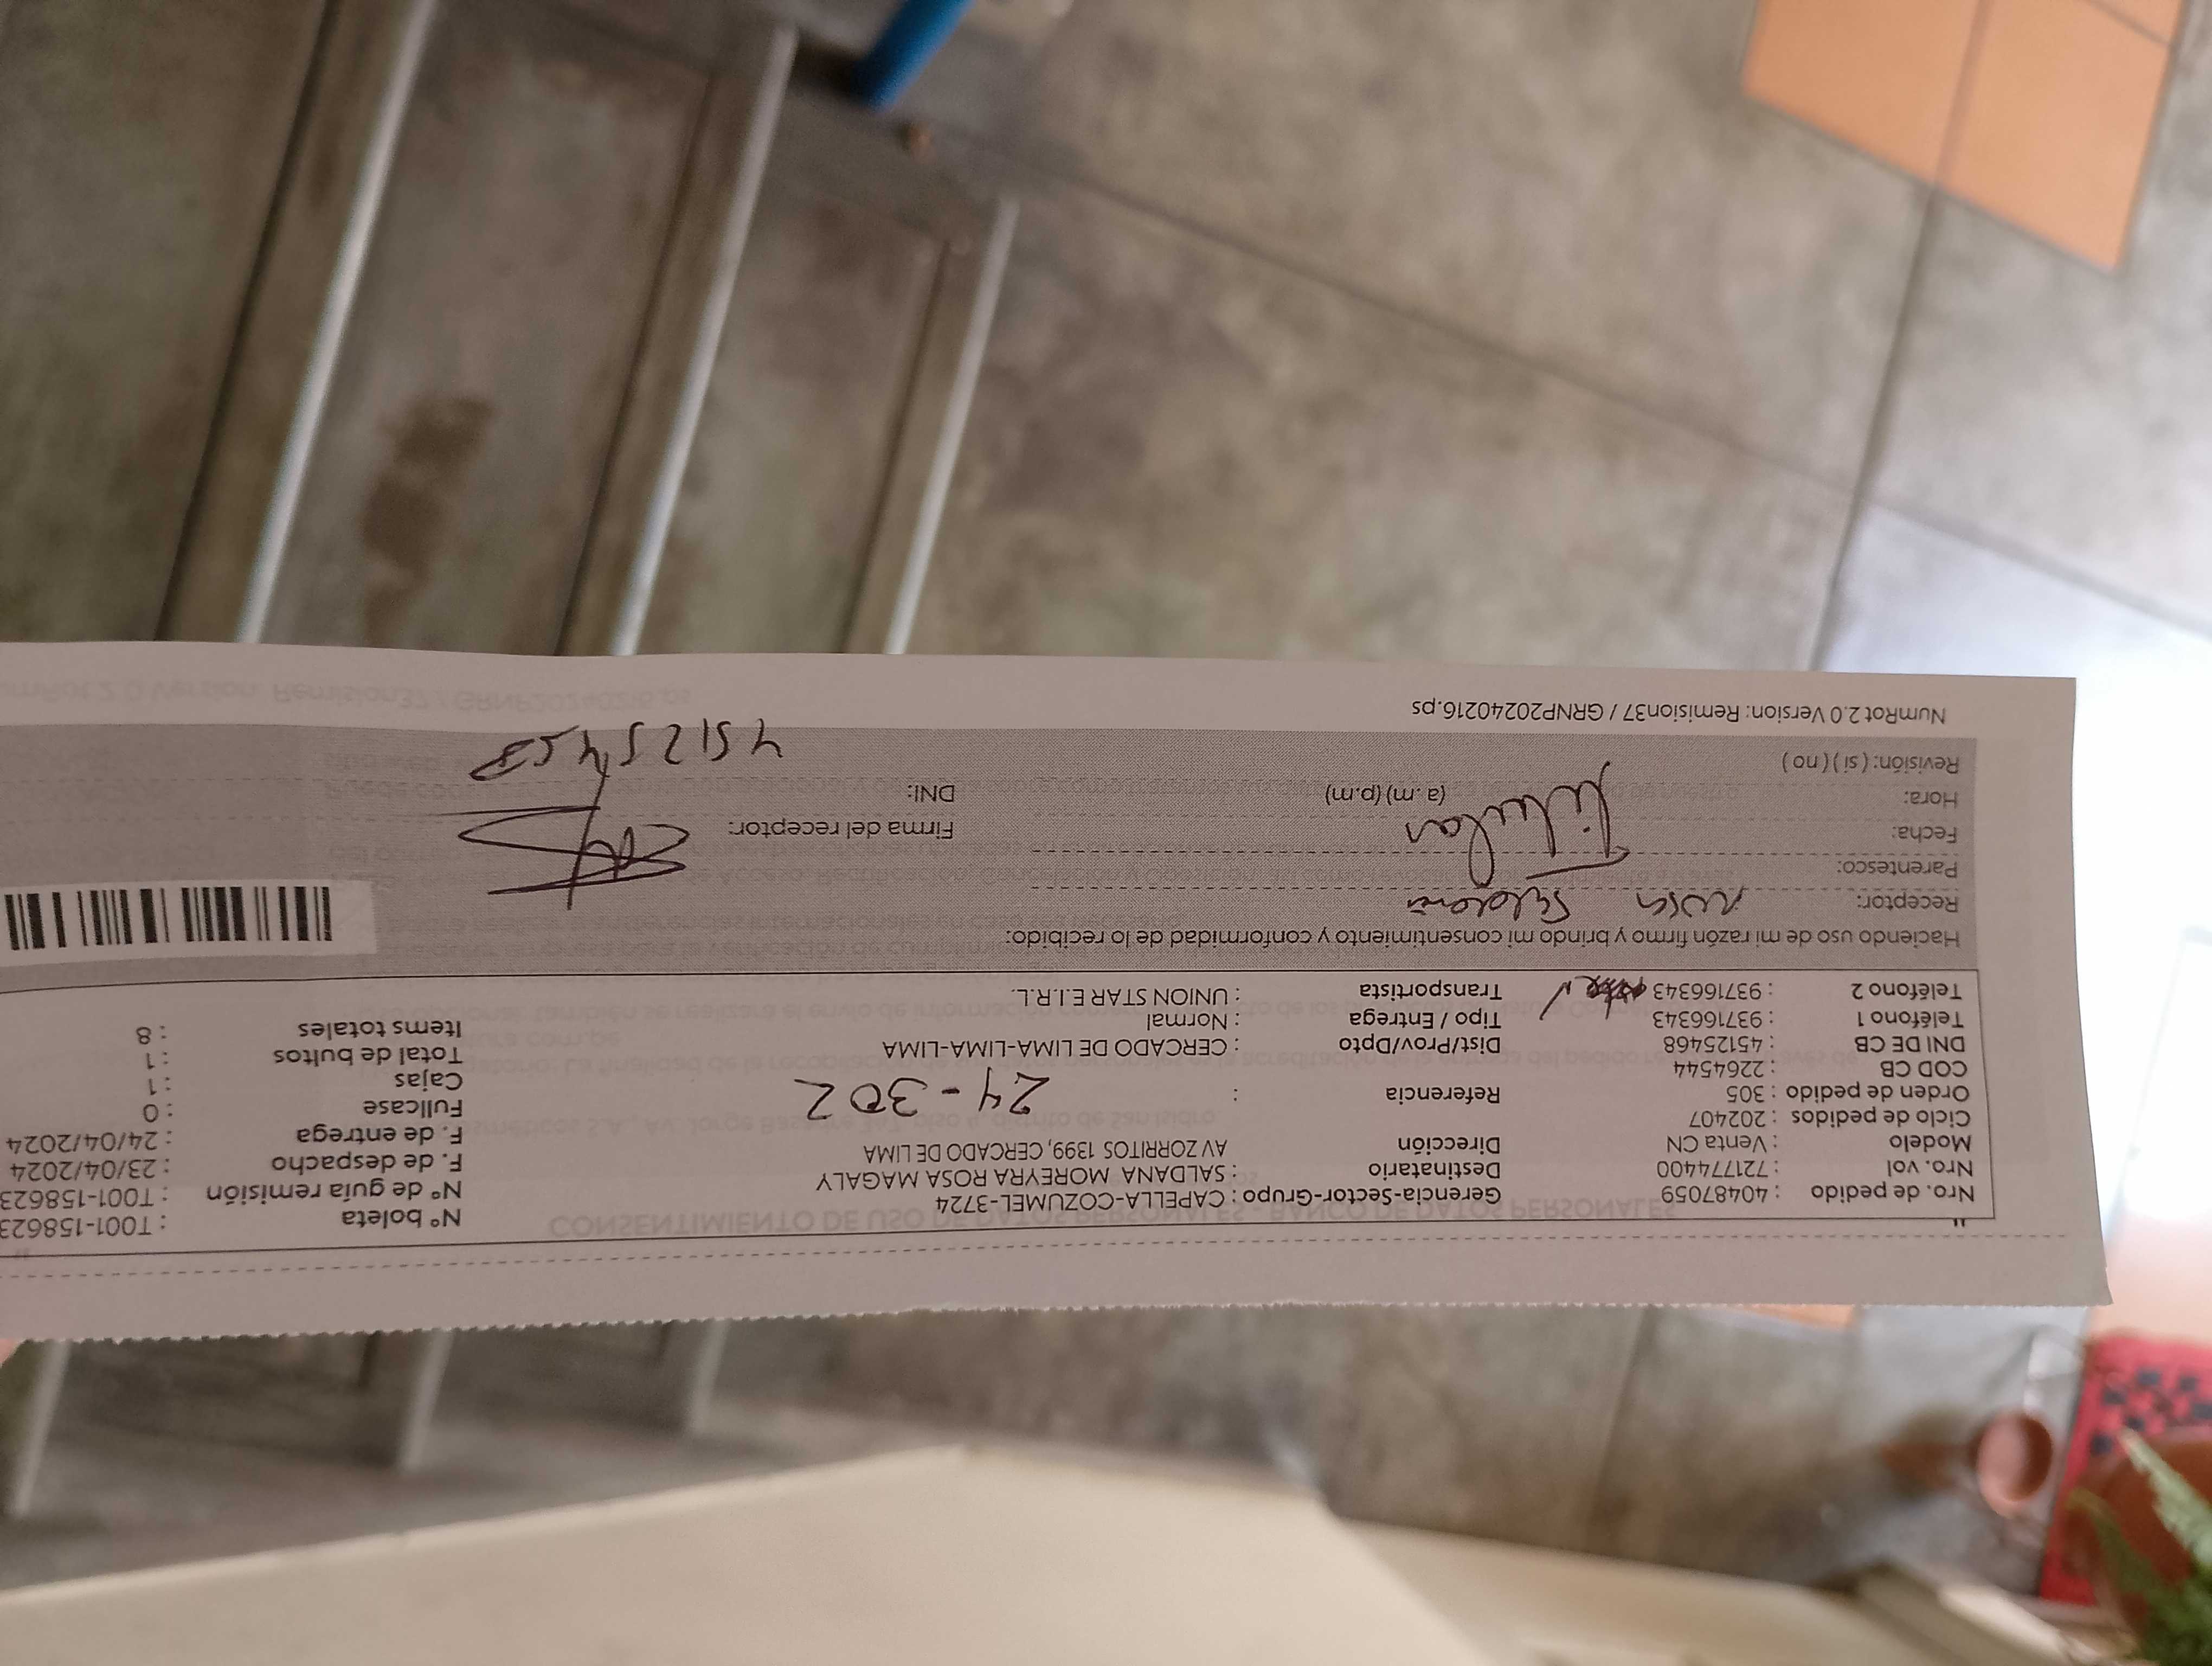 Nro. de pedido : 40487059
Nro. vol : 721774400
Modelo : Venta CN
Ciclo de pedidos : 202407
Orden de pedido : 305
COD CB : 2264544
DNI DE CB : 45125468
Teléfono 1 : 937166343
Teléfono 2 : 937166343
Gerencia-Sector-Grupo : CAPELLA-COZUMEL-3724
Destinatario : SALDANA MOREYRA ROSA MAGALY
Dirección AV ZORRITOS 1399, CERCADO DE LIMA
Referencia : 24-302
Dist/Prov/Dpto : CERCADO DE LIMA-LIMA-LIMA
Tipo / Entrega : Normal
Transportista : UNION STAR E.I.R.L.
N° boleta : T001-158623
N° de guía remisión : T001-158623
F. de despacho : 23/04/2024
F. de entrega : 24/04/2024
Fullcase : 0
Cajas : 1
Total de bultos : 1
Items totales : 8
Haciendo uso de mi razón firmo y brindo mi consentimiento y conformidad de lo recibido:
Receptor: Rosa Saldaña
Parentesco: Titular
Fecha:
Hora: (a.m) (p.m)
Revisión: ( si ) ( no )
Firma del receptor:
DNI: 45125468
NumRot 2.0 Version: Remision37 / GRNP20240216.ps
CONSENTIMIENTO DE USO DE DATOS PERSONALES - BANCO DE DATOS PERSONALES